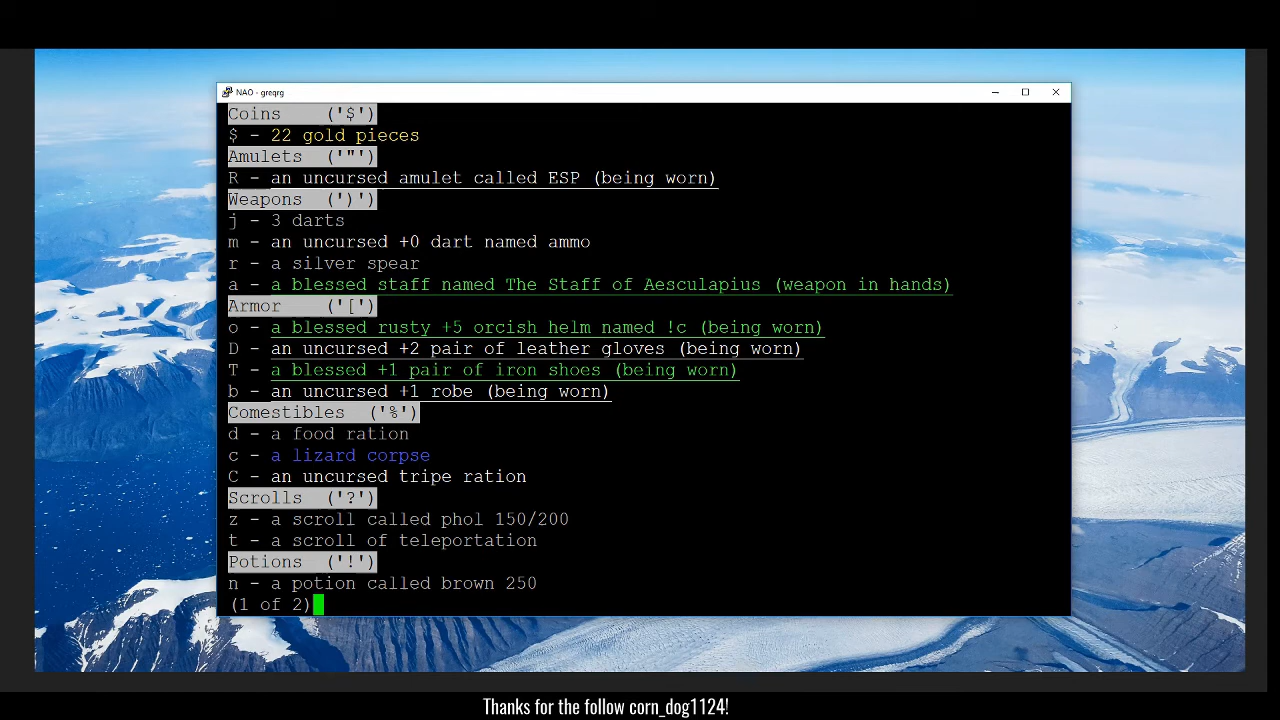 NAO - greqrg
Coins ('$')
$ - 22 gold pieces
Amulets ('"')
R - an uncursed amulet called ESP (being worn)
Weapons (')')
j - 3 darts
m - an uncursed +0 dart named ammo
r - a silver spear
a - a blessed staff named The Staff of Aesculapius (weapon in hands)
Armor ('[')
o - a blessed rusty +5 orcish helm named !c (being worn)
D - an uncursed +2 pair of leather gloves (being worn)
T - a blessed +1 pair of iron shoes (being worn)
b - an uncursed +1 robe (being worn)
Comestibles ('%')
d - a food ration
c - a lizard corpse
C - an uncursed tripe ration
Scrolls ('?')
z - a scroll called phol 150/200
t - a scroll of teleportation
Potions ('!')
n - a potion called brown 250
(1 of 2)
Thanks for the follow corn_dog1124!